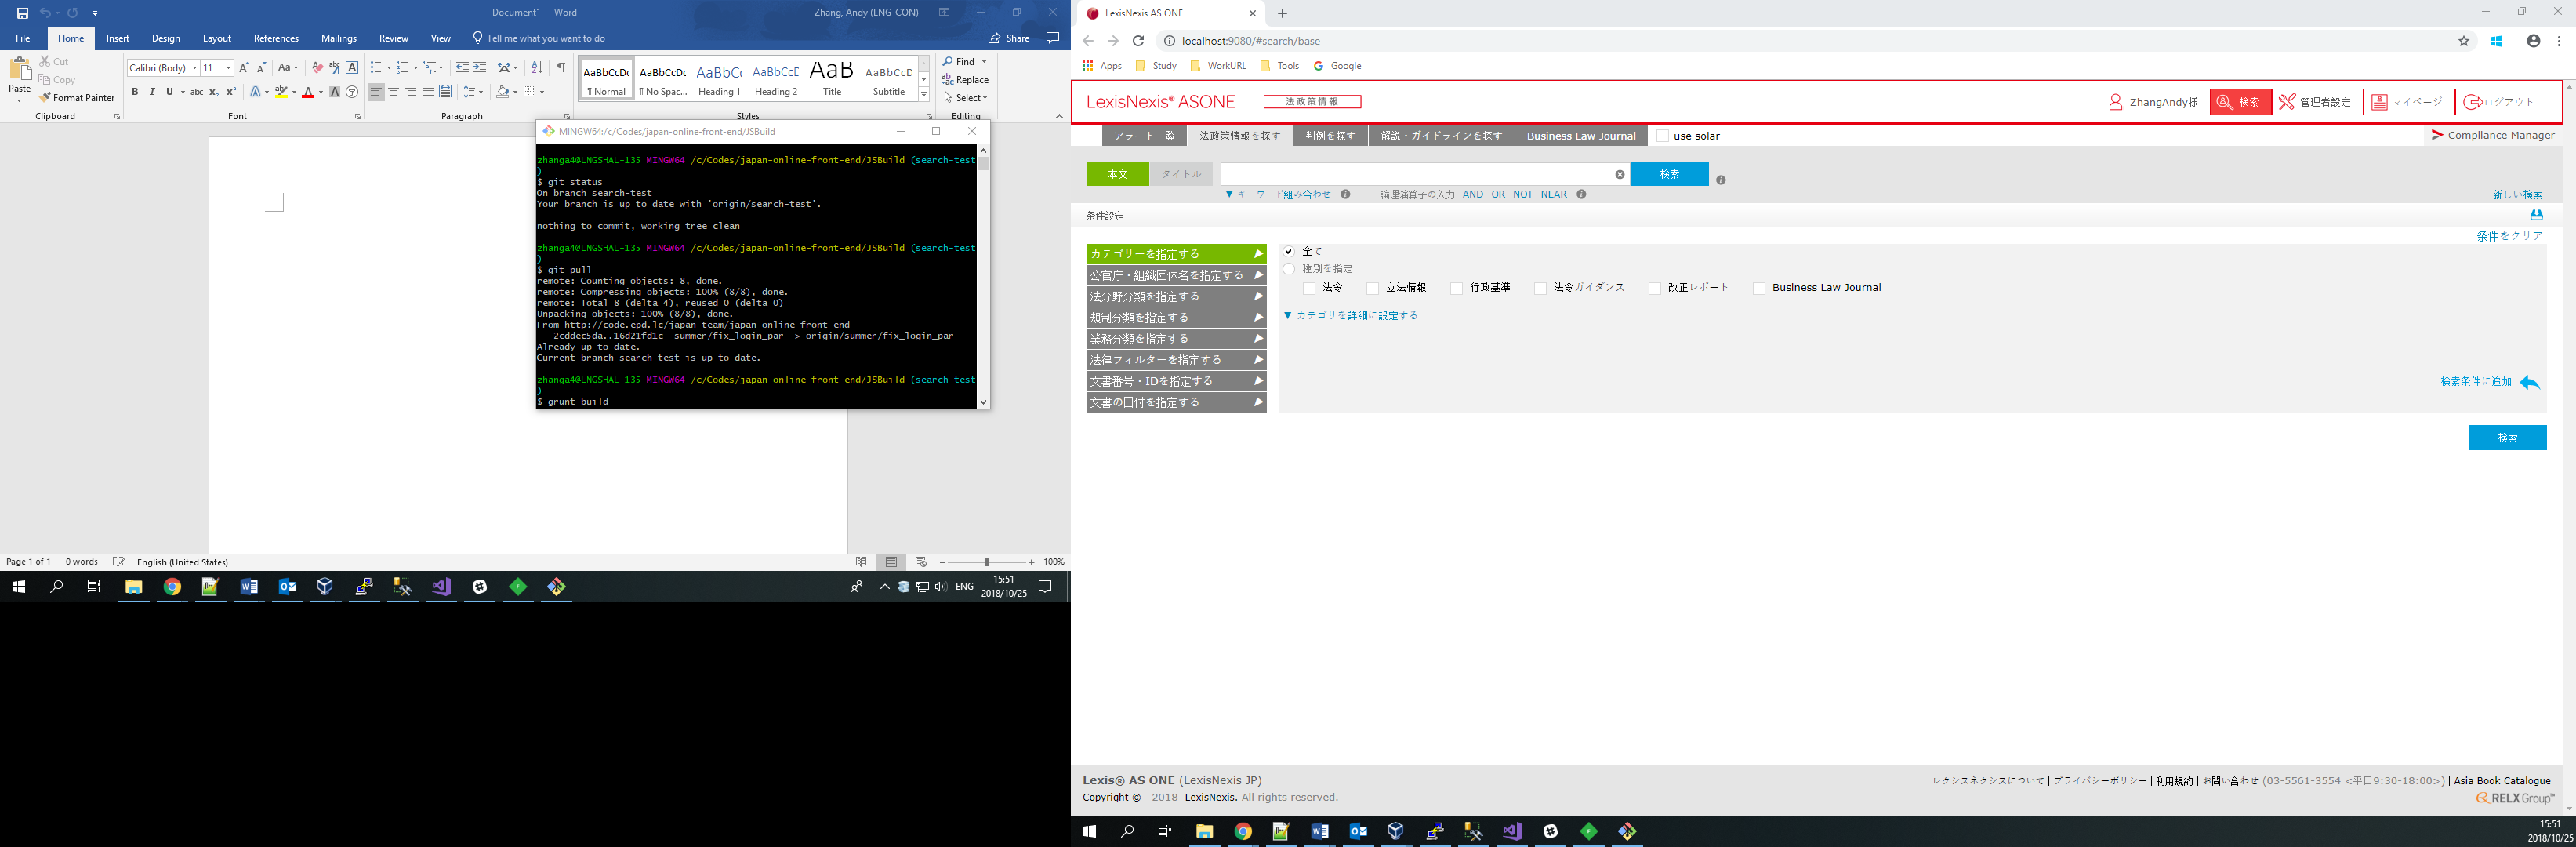 Document1 - Word
Zhang, Andy (LNG-CON)
File Home Insert Design Layout References Mailings Review View Tell me what you want to do
Share
Paste
Cut
Copy
Format Painter
Clipboard
Calibri (Body) 11
Font
Paragraph
AaBbCcDc AaBbCcDc AaBbCc AaBbCcD AaB AaBbCcD
¶ Normal ¶ No Spac... Heading 1 Heading 2 Title Subtitle
Styles
Find
Replace
Select
Editing
MINGW64:/c/Codes/japan-online-front-end/JSBuild
zhanga4@LNGSHAL-135 MINGW64 /c/Codes/japan-online-front-end/JSBuild (search-test
)
$ git status
On branch search-test
Your branch is up to date with 'origin/search-test'.
nothing to commit, working tree clean
zhanga4@LNGSHAL-135 MINGW64 /c/Codes/japan-online-front-end/JSBuild (search-test
)
$ git pull
remote: Counting objects: 8, done.
remote: Compressing objects: 100% (8/8), done.
remote: Total 8 (delta 4), reused 0 (delta 0)
Unpacking objects: 100% (8/8), done.
From http://code.epd.lc/japan-team/japan-online-front-end
2cddec5da..16d21fd1c summer/fix_login_par -> origin/summer/fix_login_par
Already up to date.
Current branch search-test is up to date.
zhanga4@LNGSHAL-135 MINGW64 /c/Codes/japan-online-front-end/JSBuild (search-test
)
$ grunt build
Page 1 of 1 0 words English (United States)
100%
ENG
15:51
2018/10/25
LexisNexis AS ONE
localhost:9080/#search/base
Apps Study WorkURL Tools Google
LexisNexis® ASONE 法政策情報
ZhangAndy様 検索 管理者設定 マイページ ログアウト
アラート一覧 法政策情報を探す 判例を探す 解説・ガイドラインを探す Business Law Journal use solar
Compliance Manager
本文 タイトル 検索
▼ キーワード組み合わせ 論理演算子の入力 AND OR NOT NEAR
新しい検索
条件設定
条件をクリア
カテゴリーを指定する
公官庁・組織団体名を指定する
法分野分類を指定する
規制分類を指定する
業務分類を指定する
法律フィルターを指定する
文書番号・IDを指定する
文書の日付を指定する
全て
種別を指定
法令 立法情報 行政基準 法令ガイダンス 改正レポート Business Law Journal
▼ カテゴリを詳細に設定する
検索条件に追加
検索
Lexis® AS ONE (LexisNexis JP)
Copyright © 2018 LexisNexis. All rights reserved.
レクシスネクシスについて | プライバシーポリシー | 利用規約 | お問い合わせ (03-5561-3554 <平日9:30-18:00>) | Asia Book Catalogue
RELX Group™
15:51
2018/10/25